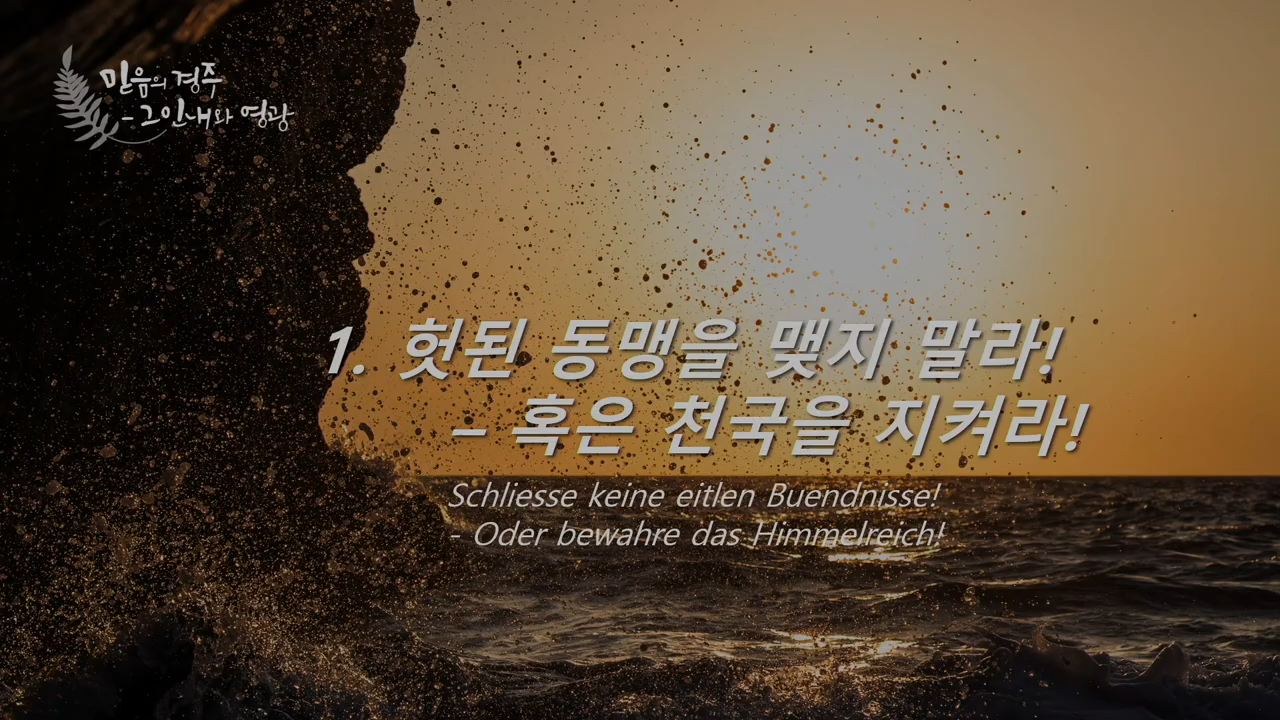 믿음의 경주
- 그 인내와 영광
1. 헛된 동맹을 맺지 말라!
- 혹은 천국을 지켜라!
Schliesse keine eitlen Buendnisse!
- Oder bewahre das Himmelreich!